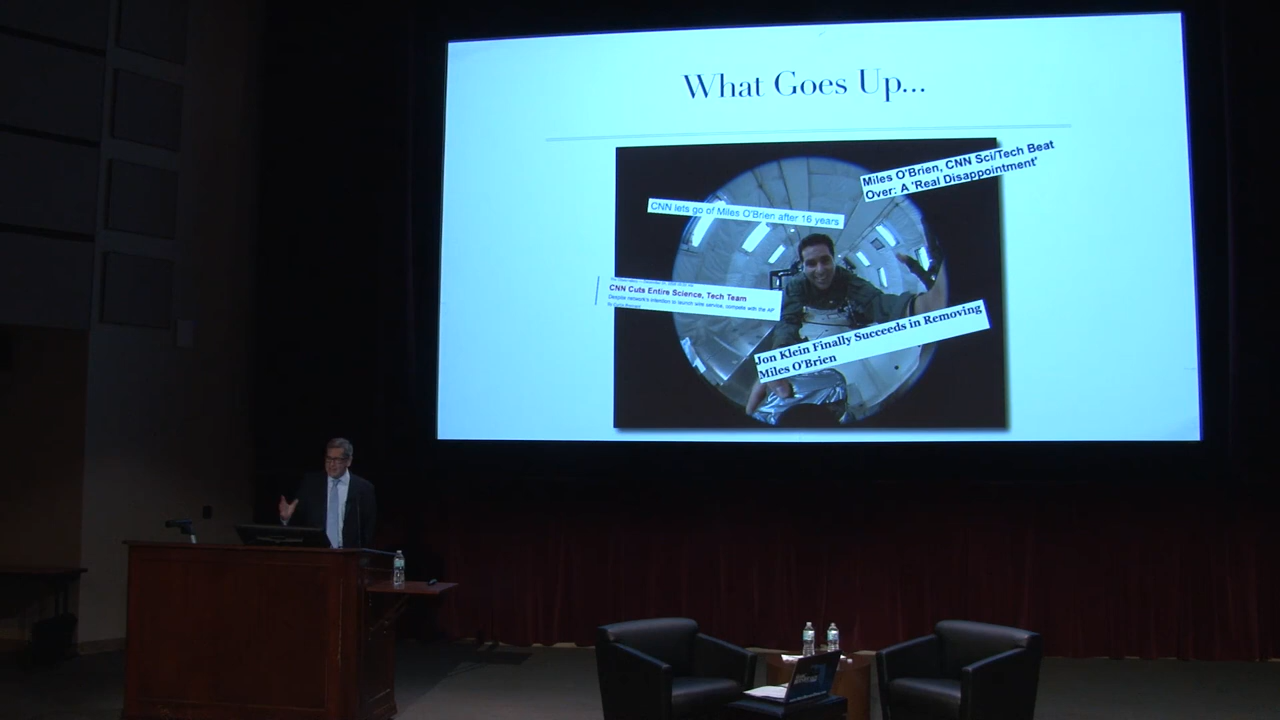 What Goes Up...
Miles O'Brien, CNN Sci/Tech Beat
Over: A 'Real Disappointment'
CNN lets go of Miles O'Brien after 16 years
CNN Cuts Entire Science, Tech Team
Despite network's intention to launch wire service, compete with the AP
Jon Klein Finally Succeeds in Removing
Miles O'Brien